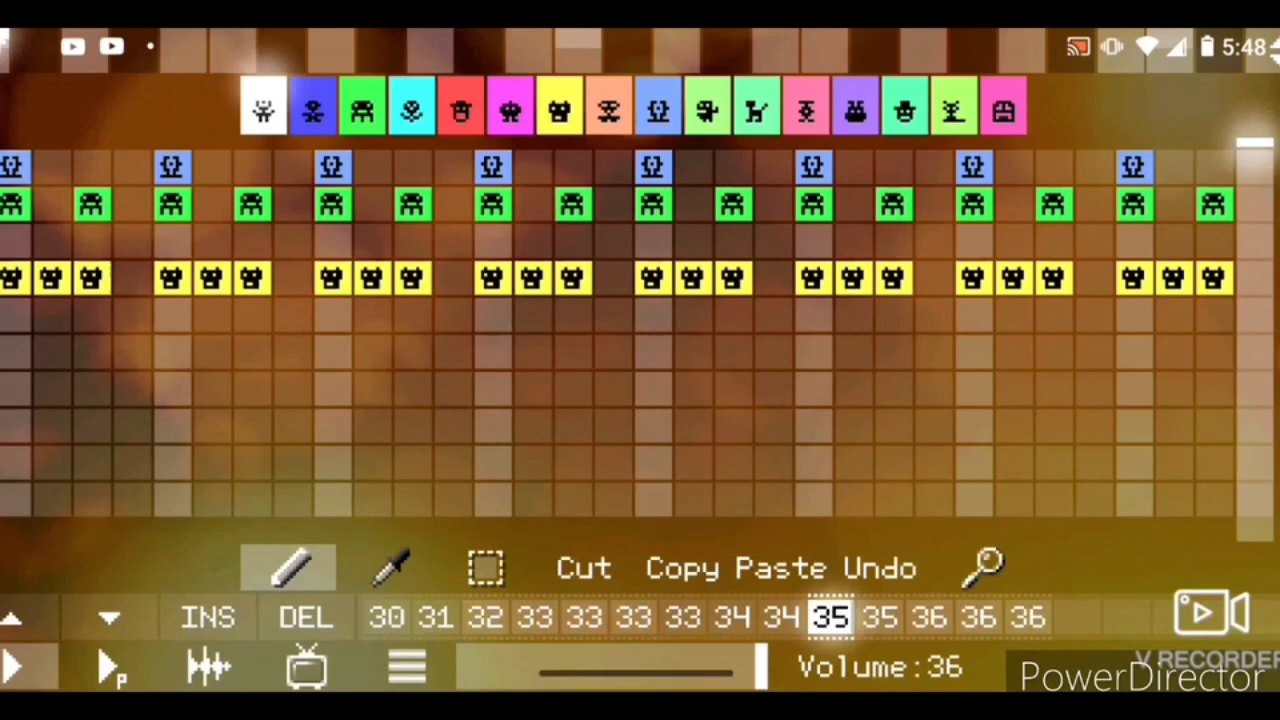 5:48
Cut Copy Paste Undo
INS DEL 30 31 32 33 33 33 33 34 34 35 35 36 36 36
P Volume:36
V RECORDER
PowerDirector